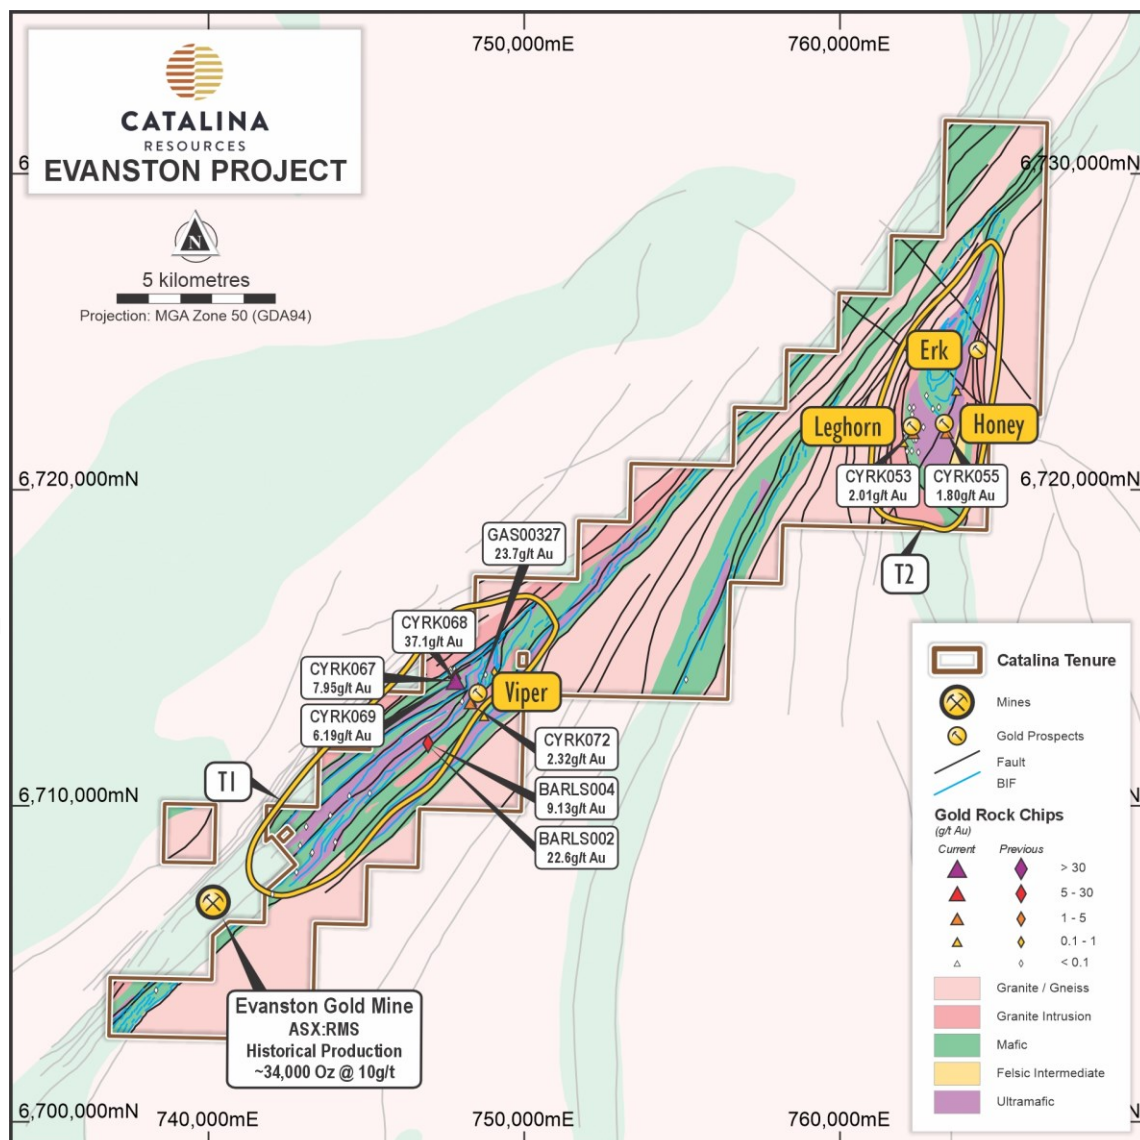 750,000mE
760,000mE
CATALINA
RESOURCES
EVANSTON PROJECT
6,730,000mN
N
5 kilometres
Projection: MGA Zone 50 (GDA94)
Erk
Leghorn
Honey
6,720,000mN
CYRK053
2.01g/t Au
CYRK055
1.80g/t Au
6,720,000mN
GAS00327
23.7g/t Au
T2
CYRK068
37.1g/t Au
CYRK067
7.95g/t Au
Viper
CYRK069
6.19g/t Au
CYRK072
2.32g/t Au
T1
BARLS004
9.13g/t Au
6,710,000mN
BARLS002
22.6g/t Au
Evanston Gold Mine
ASX:RMS
Historical Production
~34,000 Oz @ 10g/t
Catalina Tenure
Mines
Gold Prospects
Fault
BIF
Gold Rock Chips
(g/t Au)
Current Previous
> 30
5 - 30
1 - 5
0.1 - 1
< 0.1
Granite / Gneiss
Granite Intrusion
Mafic
Felsic Intermediate
Ultramafic
6,700,000mN
740,000mE
750,000mE
760,000mE